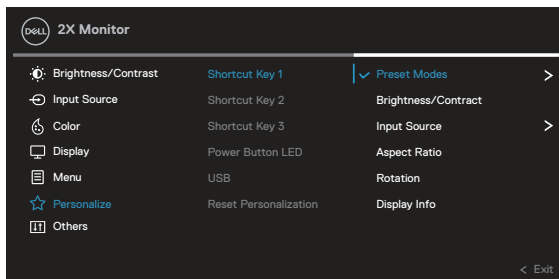 DELL 2X Monitor
Brightness/Contrast Shortcut Key 1 Preset Modes >
Input Source Shortcut Key 2 Brightness/Contract
Color Shortcut Key 3 Input Source >
Display Power Button LED Aspect Ratio
Menu USB Rotation
Personalize Reset Personalization Display Info
Others
< Exit